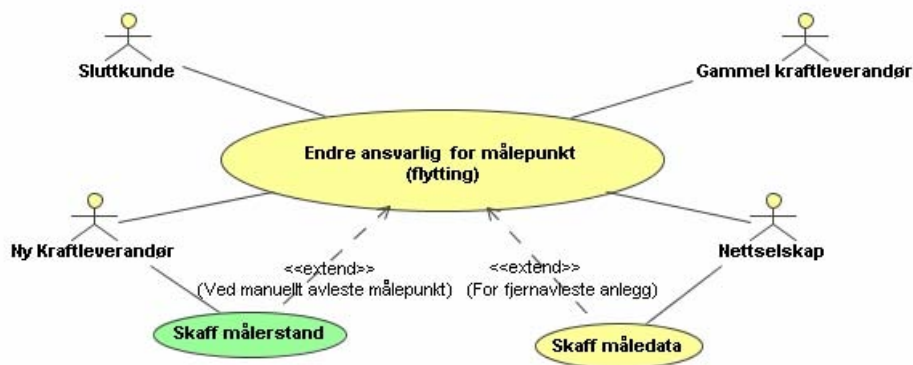 Sluttkunde
Gammel kraftleverandør
Endre ansvarlig for målepunkt
(flytting)
Ny Kraftleverandør
Nettselskap
<<extend>>
(Ved manuellt avleste målepunkt)
<<extend>>
(For fjernavleste anlegg)
Skaff målerstand
Skaff måledata